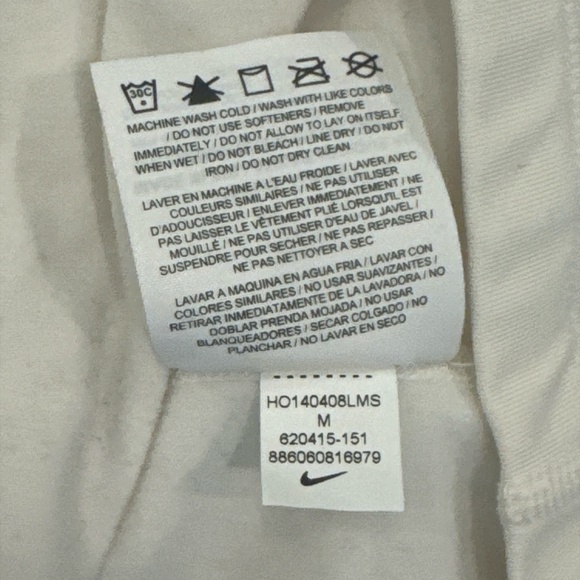 30C
MACHINE WASH COLD / WASH WITH LIKE COLORS
/ DO NOT USE SOFTENERS / REMOVE
IMMEDIATELY / DO NOT ALLOW TO LAY ON ITSELF
WHEN WET / DO NOT BLEACH / LINE DRY / DO NOT
IRON / DO NOT DRY CLEAN
LAVER EN MACHINE A L'EAU FROIDE / LAVER AVEC
COULEURS SIMILAIRES / NE PAS UTILISER
D'ADOUCISSEUR / ENLEVER IMMEDIATEMENT / NE
PAS LAISSER LE VÊTEMENT PLIÉ LORSQU'IL EST
MOUILLÉ / NE PAS UTILISER D'EAU DE JAVEL /
SUSPENDRE POUR SECHER / NE PAS REPASSER /
NE PAS NETTOYER A SEC
LAVAR A MAQUINA EN AGUA FRIA / LAVAR CON
COLORES SIMILARES / NO USAR SUAVIZANTES /
RETIRAR INMEDIATAMENTE DE LA LAVADORA / NO
DOBLAR PRENDA MOJADA / NO USAR
BLANQUEADORES / SECAR COLGADO / NO
PLANCHAR / NO LAVAR EN SECO
HO140408LMS
M
620415-151
886060816979